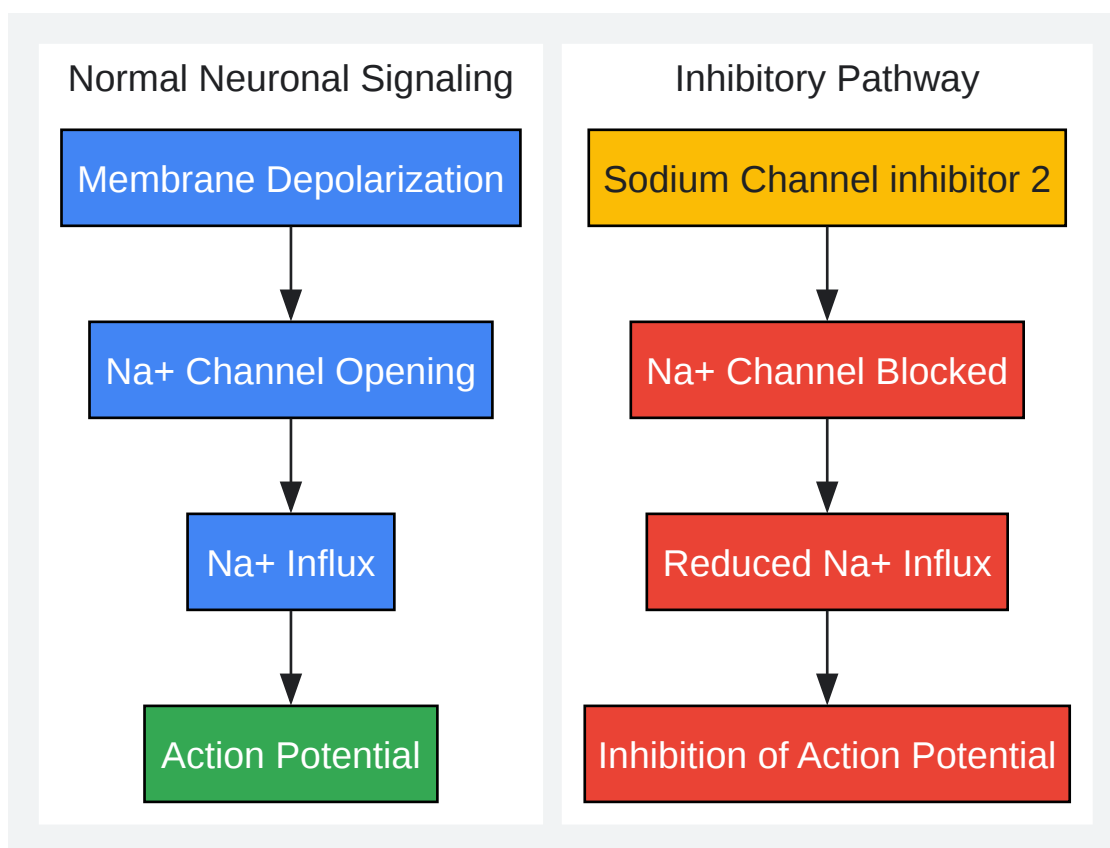 Normal Neuronal Signaling
Membrane Depolarization
Na+ Channel Opening
Na+ Influx
Action Potential
Inhibitory Pathway
Sodium Channel inhibitor 2
Na+ Channel Blocked
Reduced Na+ Influx
Inhibition of Action Potential